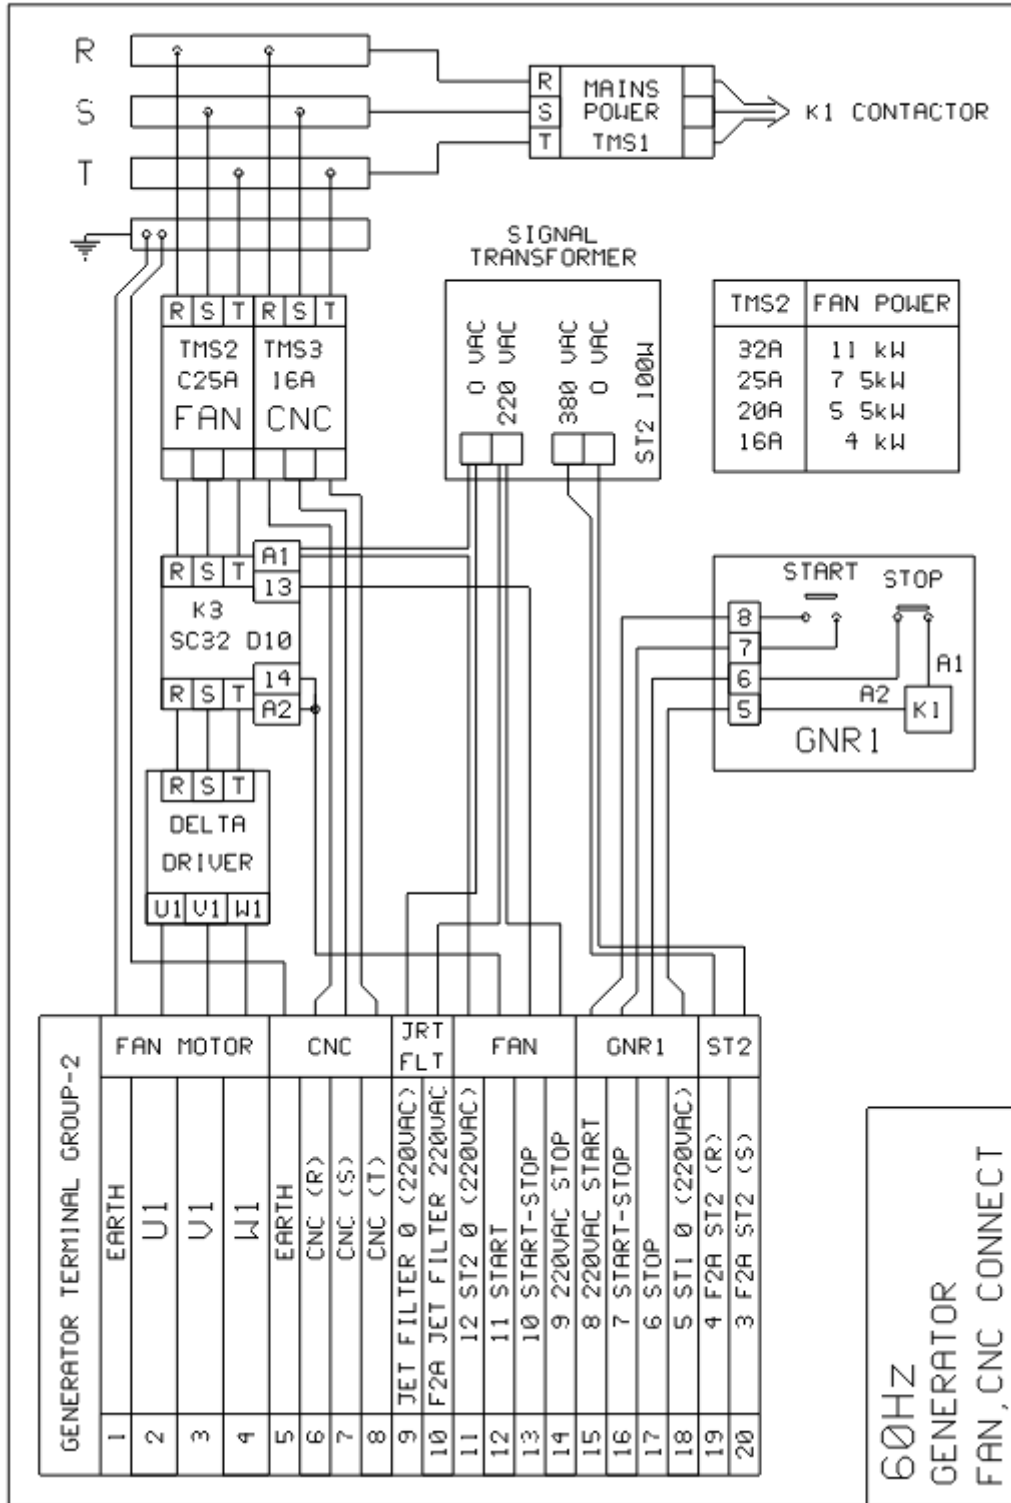 R
S
T
R
S
T
MAINS
POWER
TMS1
K1 CONTACTOR
SIGNAL
TRANSFORMER
0 VAC
220 VAC
380 VAC
0 VAC
ST2 100W
TMS2 FAN POWER
32A 11 kW
25A 7 5kW
20A 5 5kW
16A 4 kW
R S T R S T
TMS2 TMS3
C25A 16A
FAN CNC
R S T A1
13
K3
SC32 D10
14
R S T A2
START STOP
8
7
6
5
A1
A2
K1
GNR1
R S T
DELTA
DRIVER
U1 V1 W1
GENERATOR TERMINAL GROUP-2
FAN MOTOR
CNC
JRT
FLT
FAN
GNR1
ST2
EARTH
U1
V1
W1
EARTH
CNC (R)
CNC (S)
CNC (T)
JET FILTER 0 (220VAC)
F2A JET FILTER 220VAC
12 ST2 0 (220VAC)
11 START
10 START-STOP
9 220VAC STOP
8 220VAC START
7 START-STOP
6 STOP
5 ST1 0 (220VAC)
4 F2A ST2 (R)
3 F2A ST2 (S)
1 2 3 4 5 6 7 8 9 10 11 12 13 14 15 16 17 18 19 20
60Hz
GENERATOR
FAN,CNC CONNECT